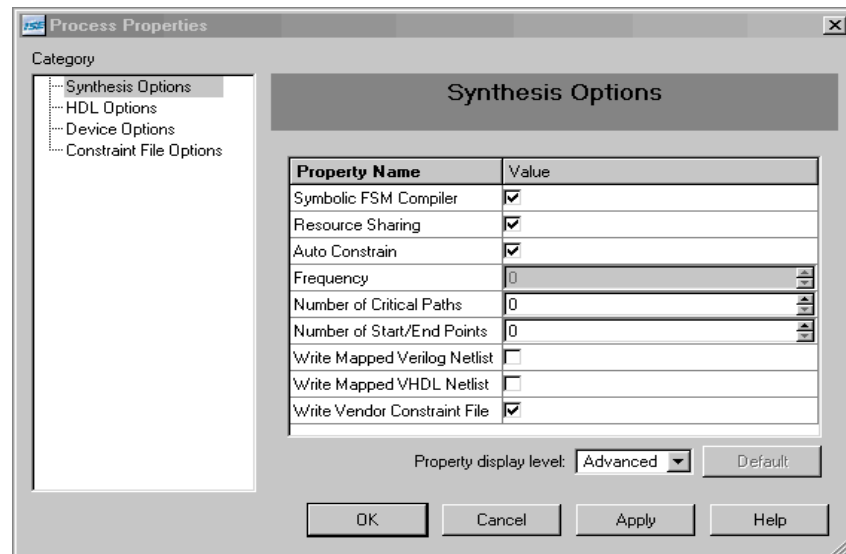 ISE Process Properties
Category
Synthesis Options
HDL Options
Device Options
Constraint File Options
Synthesis Options
Property Name Value
Symbolic FSM Compiler
Resource Sharing
Auto Constrain
Frequency 0
Number of Critical Paths 0
Number of Start/End Points 0
Write Mapped Verilog Netlist
Write Mapped VHDL Netlist
Write Vendor Constraint File
Property display level: Advanced Default
OK Cancel Apply Help